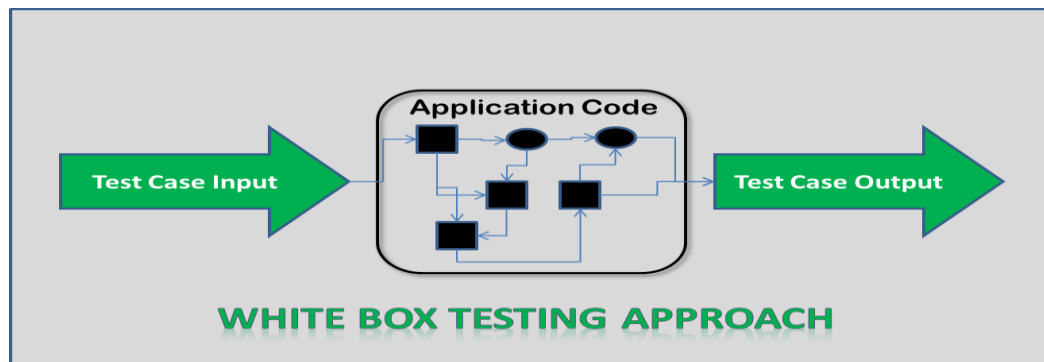 Application Code
Test Case Input
Test Case Output
WHITE BOX TESTING APPROACH